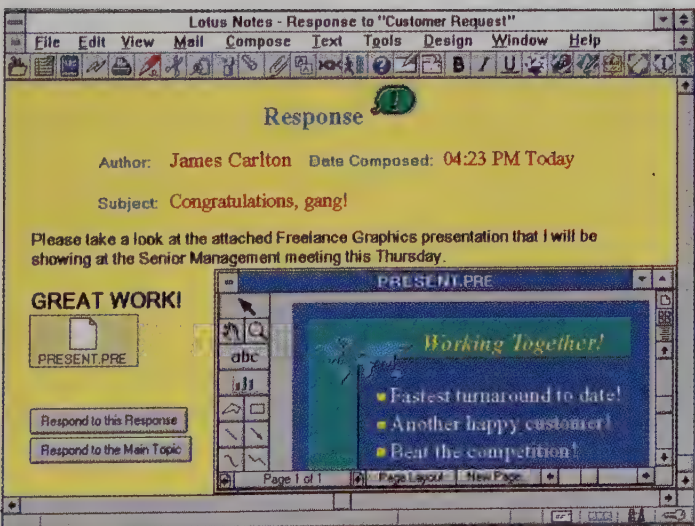 Lotus Notes - Response to "Customer Request"
File Edit View Mail Compose Text Tools Design Window Help
B I U
Response
Author: James Carlton Date Composed: 04:23 PM Today
Subject: Congratulations, gang!
Please take a look at the attached Freelance Graphics presentation that I will be
showing at the Senior Management meeting this Thursday.
GREAT WORK!
PRESENT.PRE
Respond to this Response
Respond to the Main Topic
PRESENT.PRE
abc
Working Together!
Fastest turnaround to date!
Another happy customer!
Beat the competition!
Page 1 of 1 Page Layout New Page